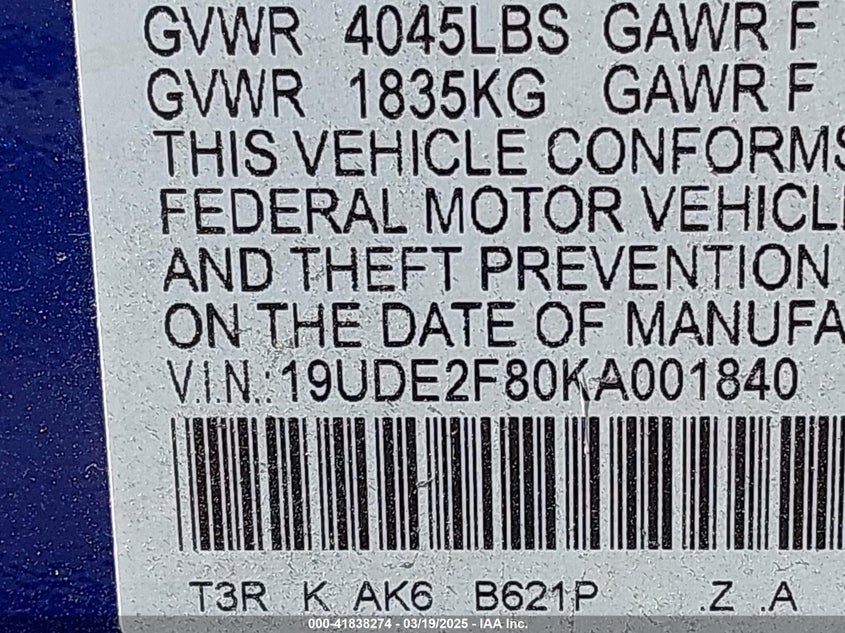 GVWR 4045LBS GAWR F
GVWR 1835KG GAWR F
THIS VEHICLE CONFORMS
FEDERAL MOTOR VEHICLE
AND THEFT PREVENTION
ON THE DATE OF MANUFA
V.I.N.: 19UDE2F80KA001840
T3R K AK6 B621P .Z .A
000-41838274 - 03/19/2025 - IAA Inc.